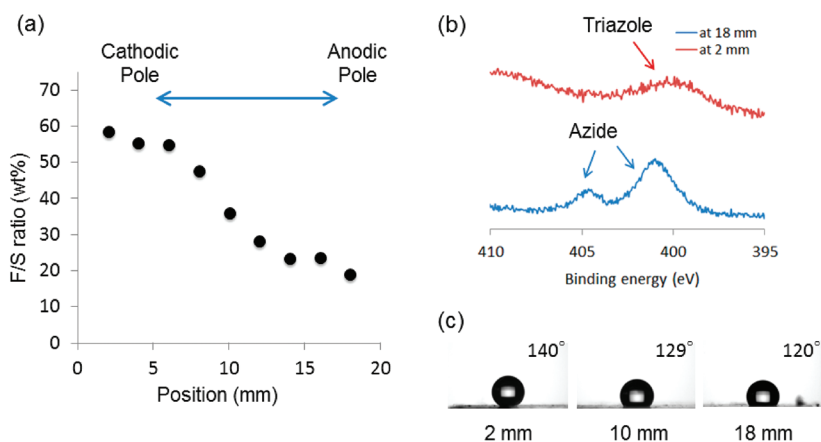 (a)
Cathodic
Pole
Anodic
Pole
F/S ratio (wt%)
70
60
50
40
30
20
10
0
0 5 10 15 20
Position (mm)
(b)
Triazole
at 18 mm
at 2 mm
Azide
410 405 400 395
Binding energy (eV)
(c)
140° 129° 120°
2 mm 10 mm 18 mm